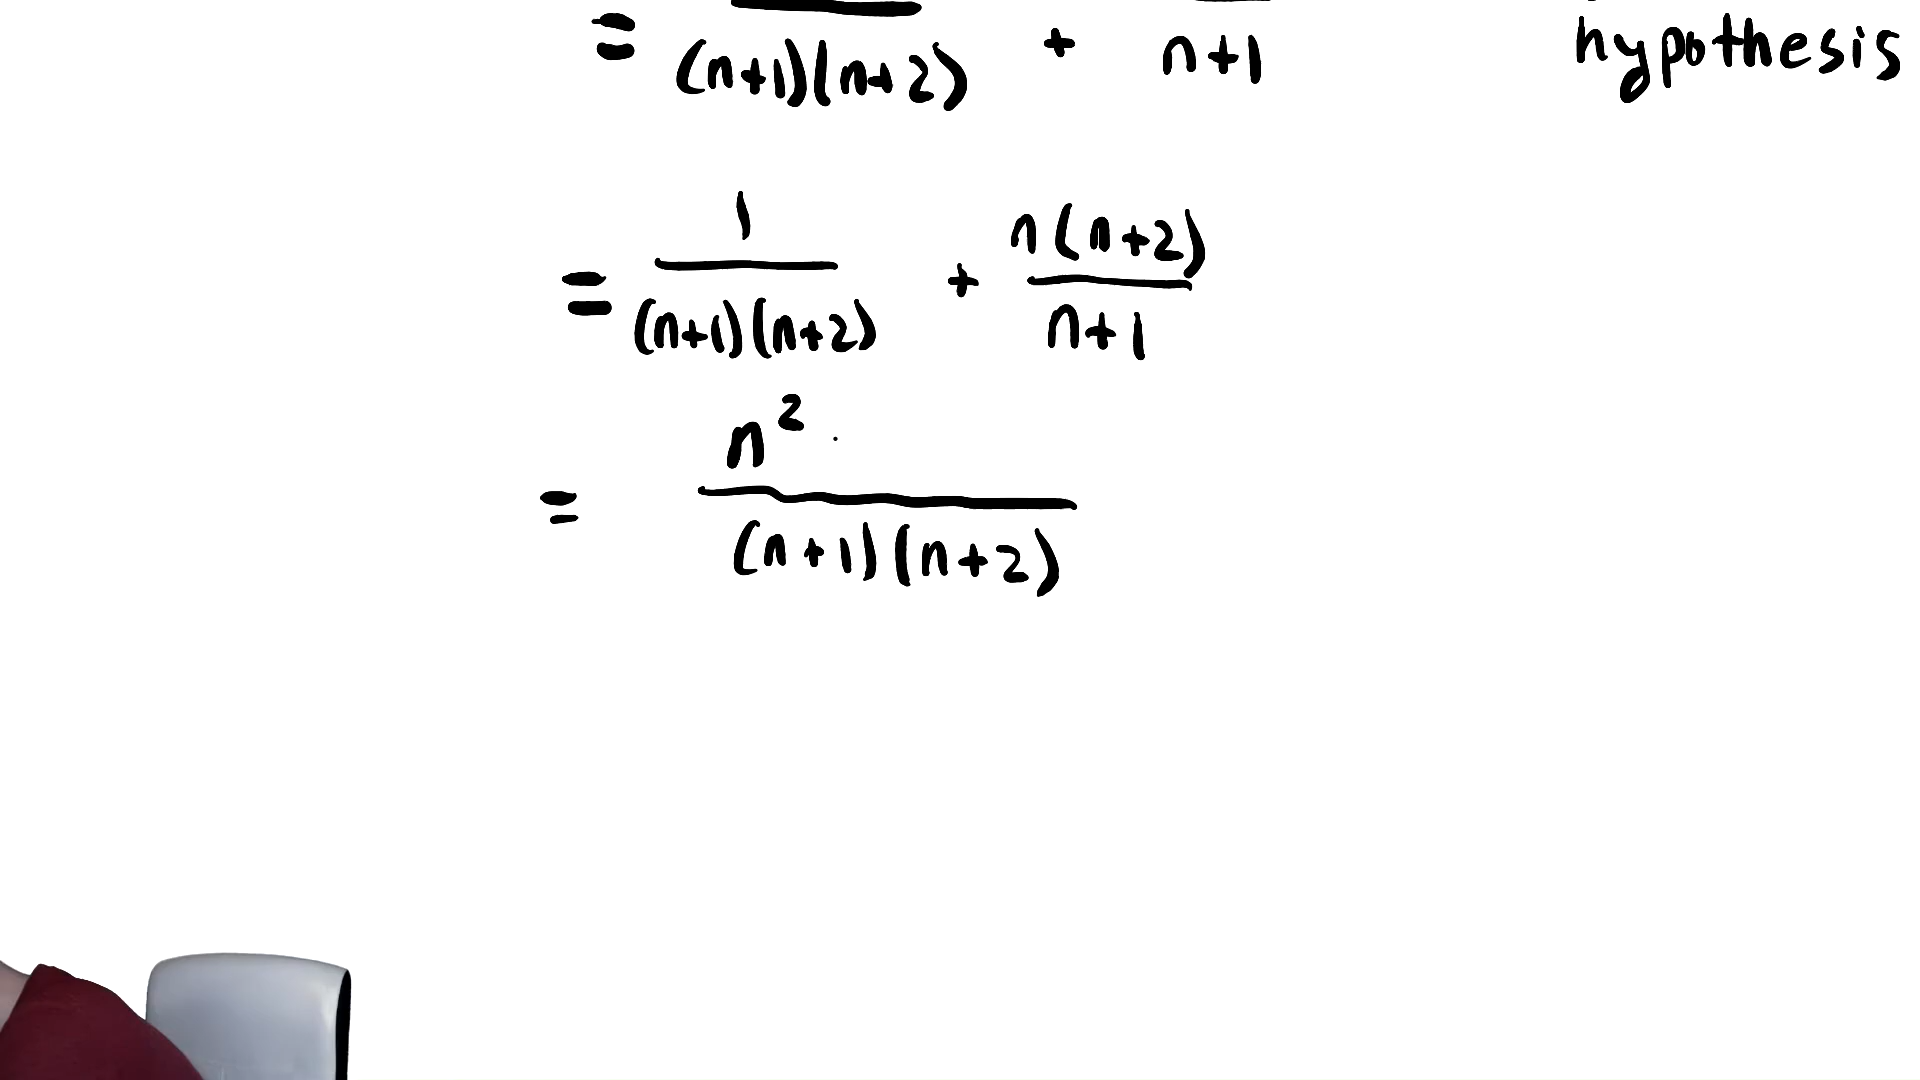 = /(n+1)(n+2) + /n+1 hypothesis
= 1/(n+1)(n+2) + n(n+2)/n+1
= n²/(n+1)(n+2)